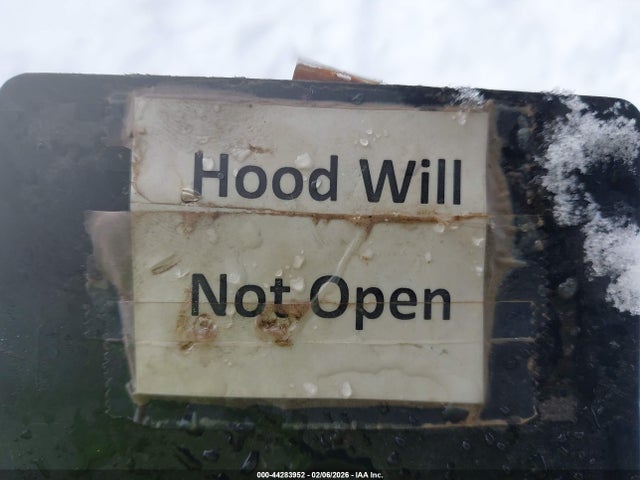 Hood Will
Not Open
000-44283952 - 02/06/2026 - IAA Inc.